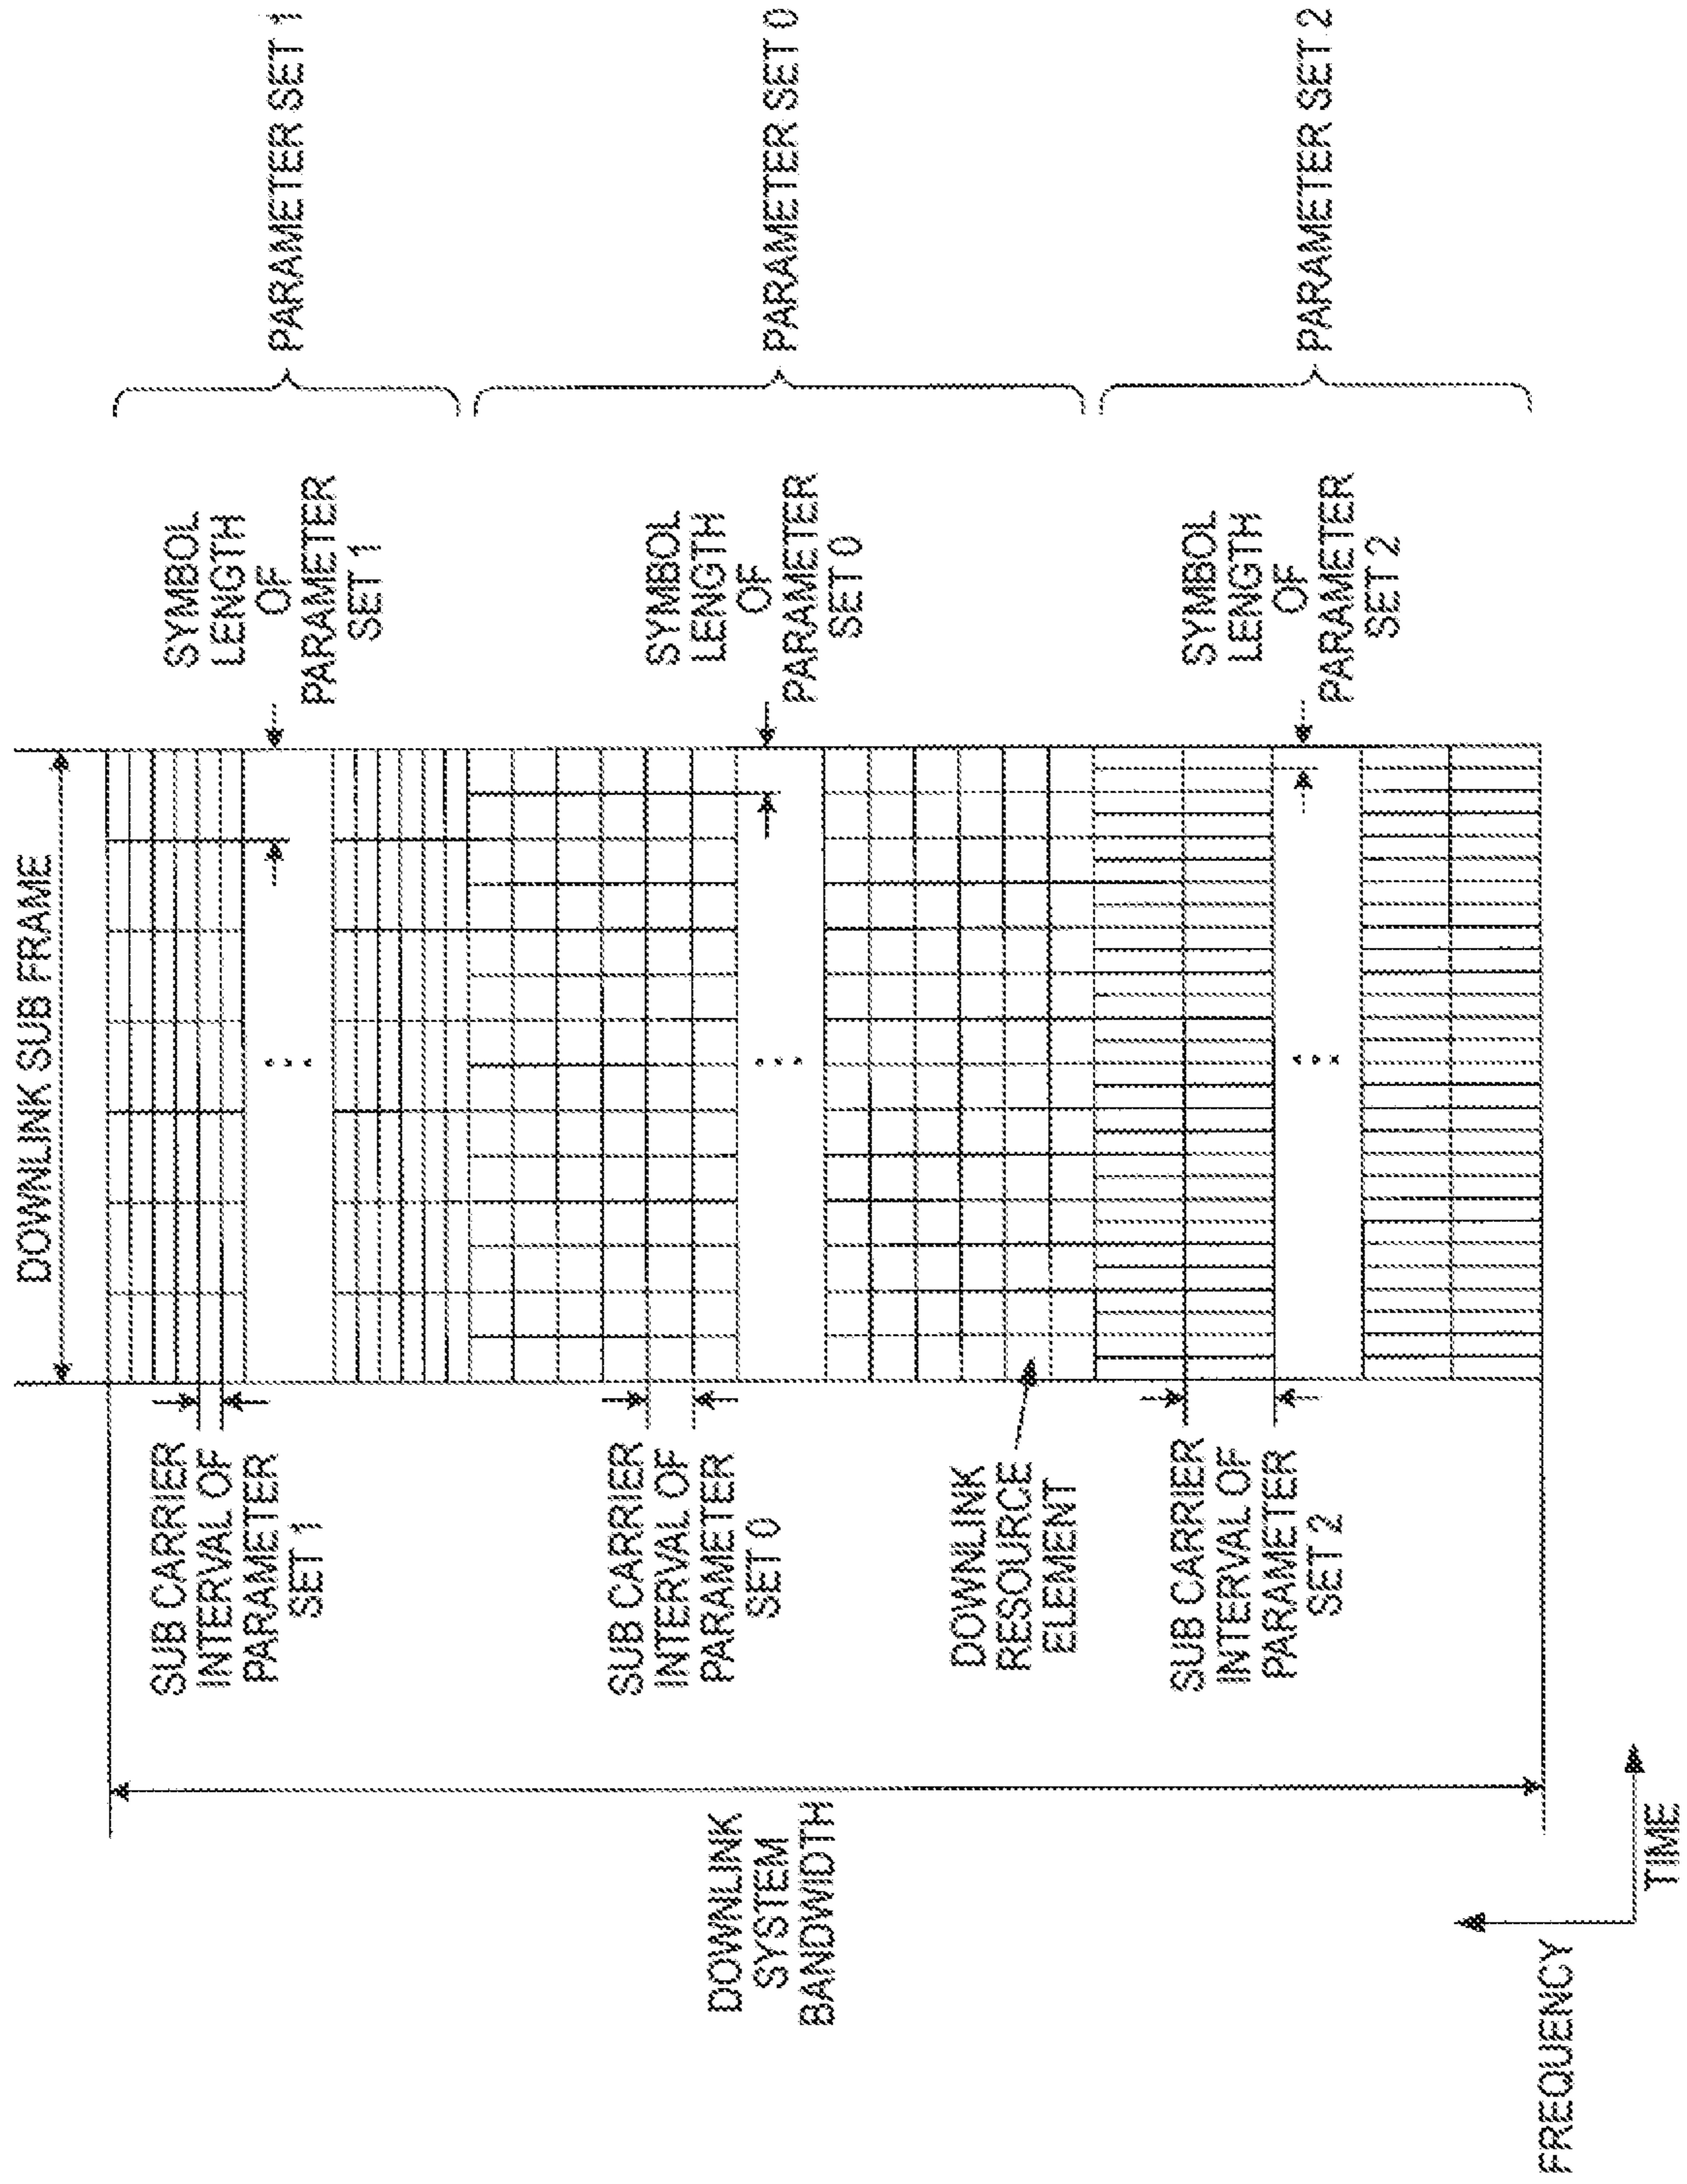 DOWNLINK SUB FRAME
SUB CARRIER
INTERVAL OF
PARAMETER
SET 1
SYMBOL
LENGTH
OF
PARAMETER
SET 1
PARAMETER SET 1
SUB CARRIER
INTERVAL OF
PARAMETER
SET 0
SYMBOL
LENGTH
OF
PARAMETER
SET 0
PARAMETER SET 0
DOWNLINK
SYSTEM
BANDWIDTH
DOWNLINK
RESOURCE
ELEMENT
SUB CARRIER
INTERVAL OF
PARAMETER
SET 2
SYMBOL
LENGTH
OF
PARAMETER
SET 2
PARAMETER SET 2
FREQUENCY
TIME